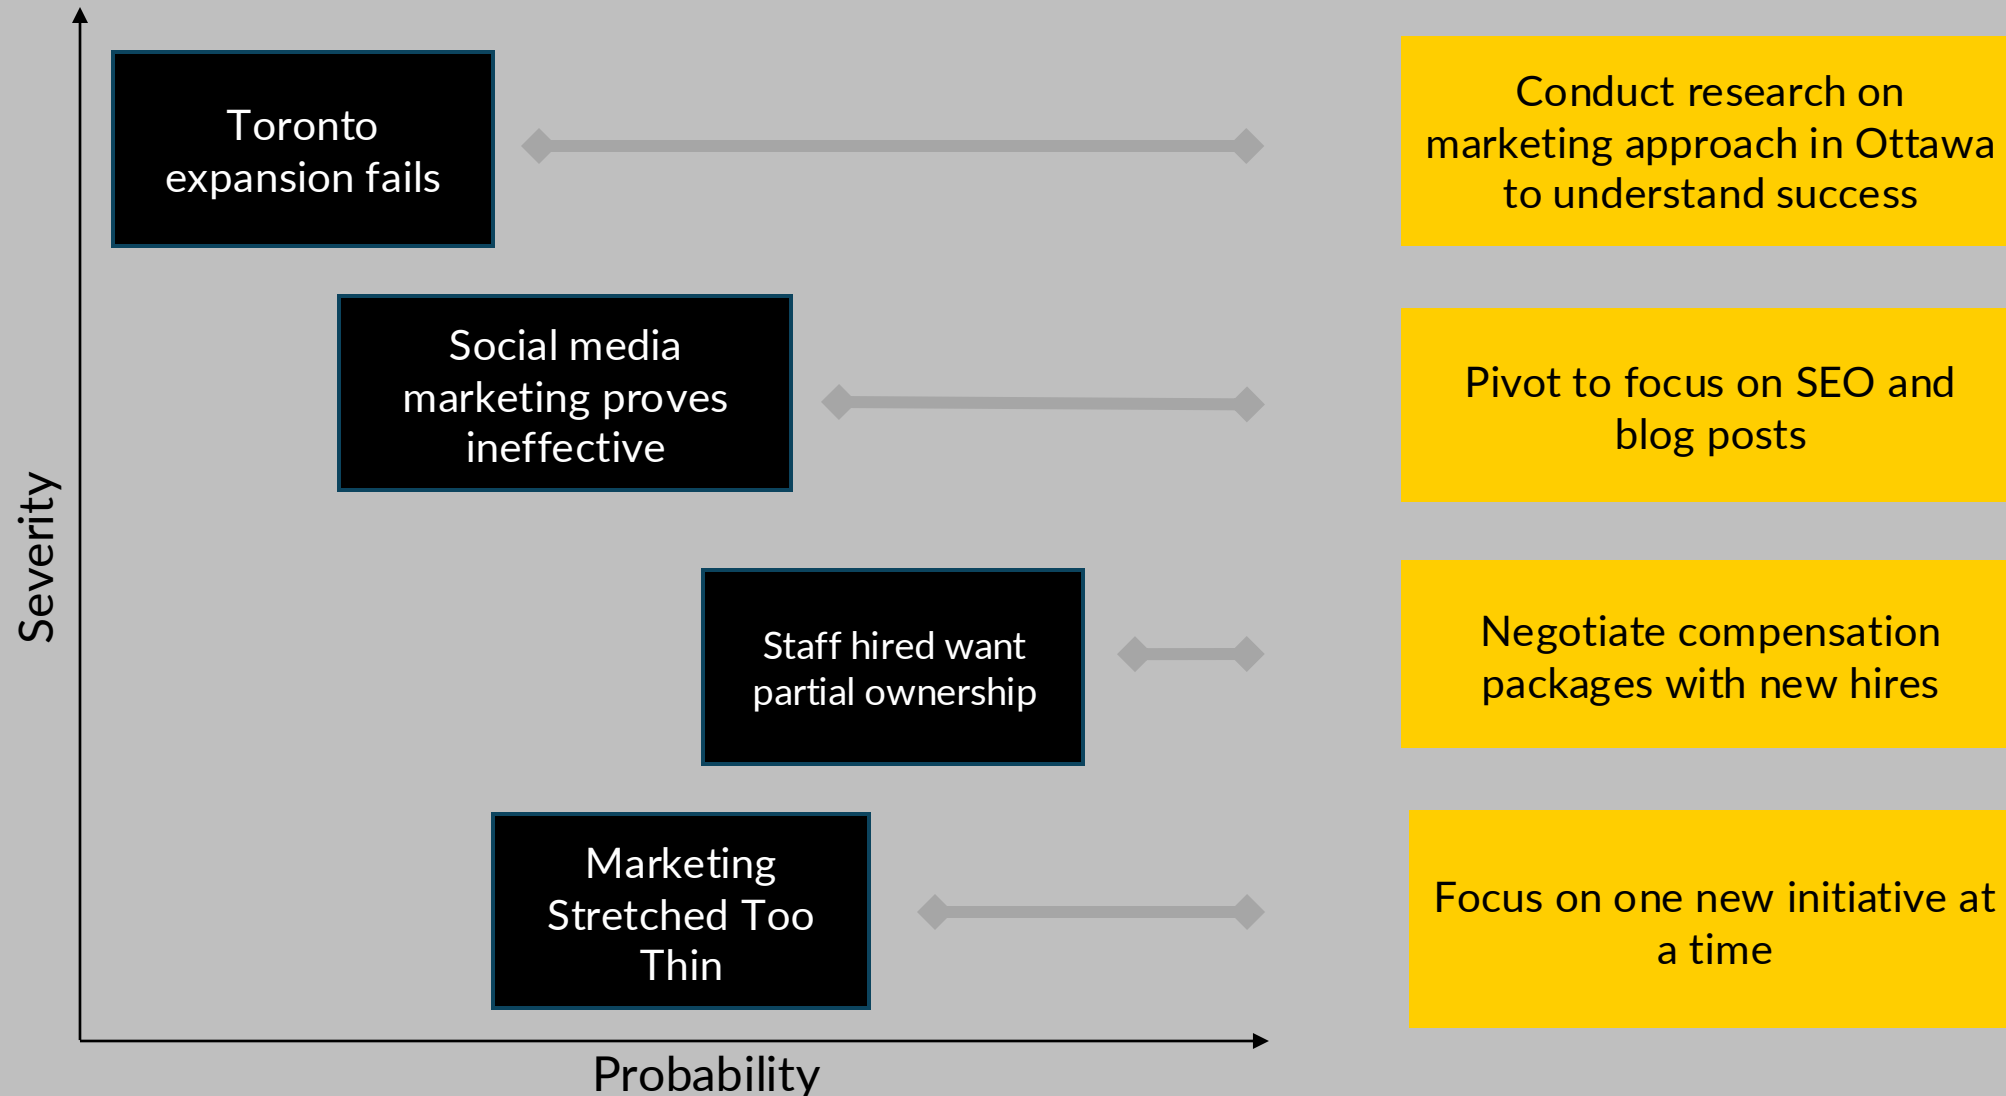 Toronto
expansion fails
Conduct research on
marketing approach in Ottawa
to understand success
Social media
marketing proves
ineffective
Pivot to focus on SEO and
blog posts
Severity
Staff hired want
partial ownership
Negotiate compensation
packages with new hires
Marketing
Stretched Too
Thin
Focus on one new initiative at
a time
Probability